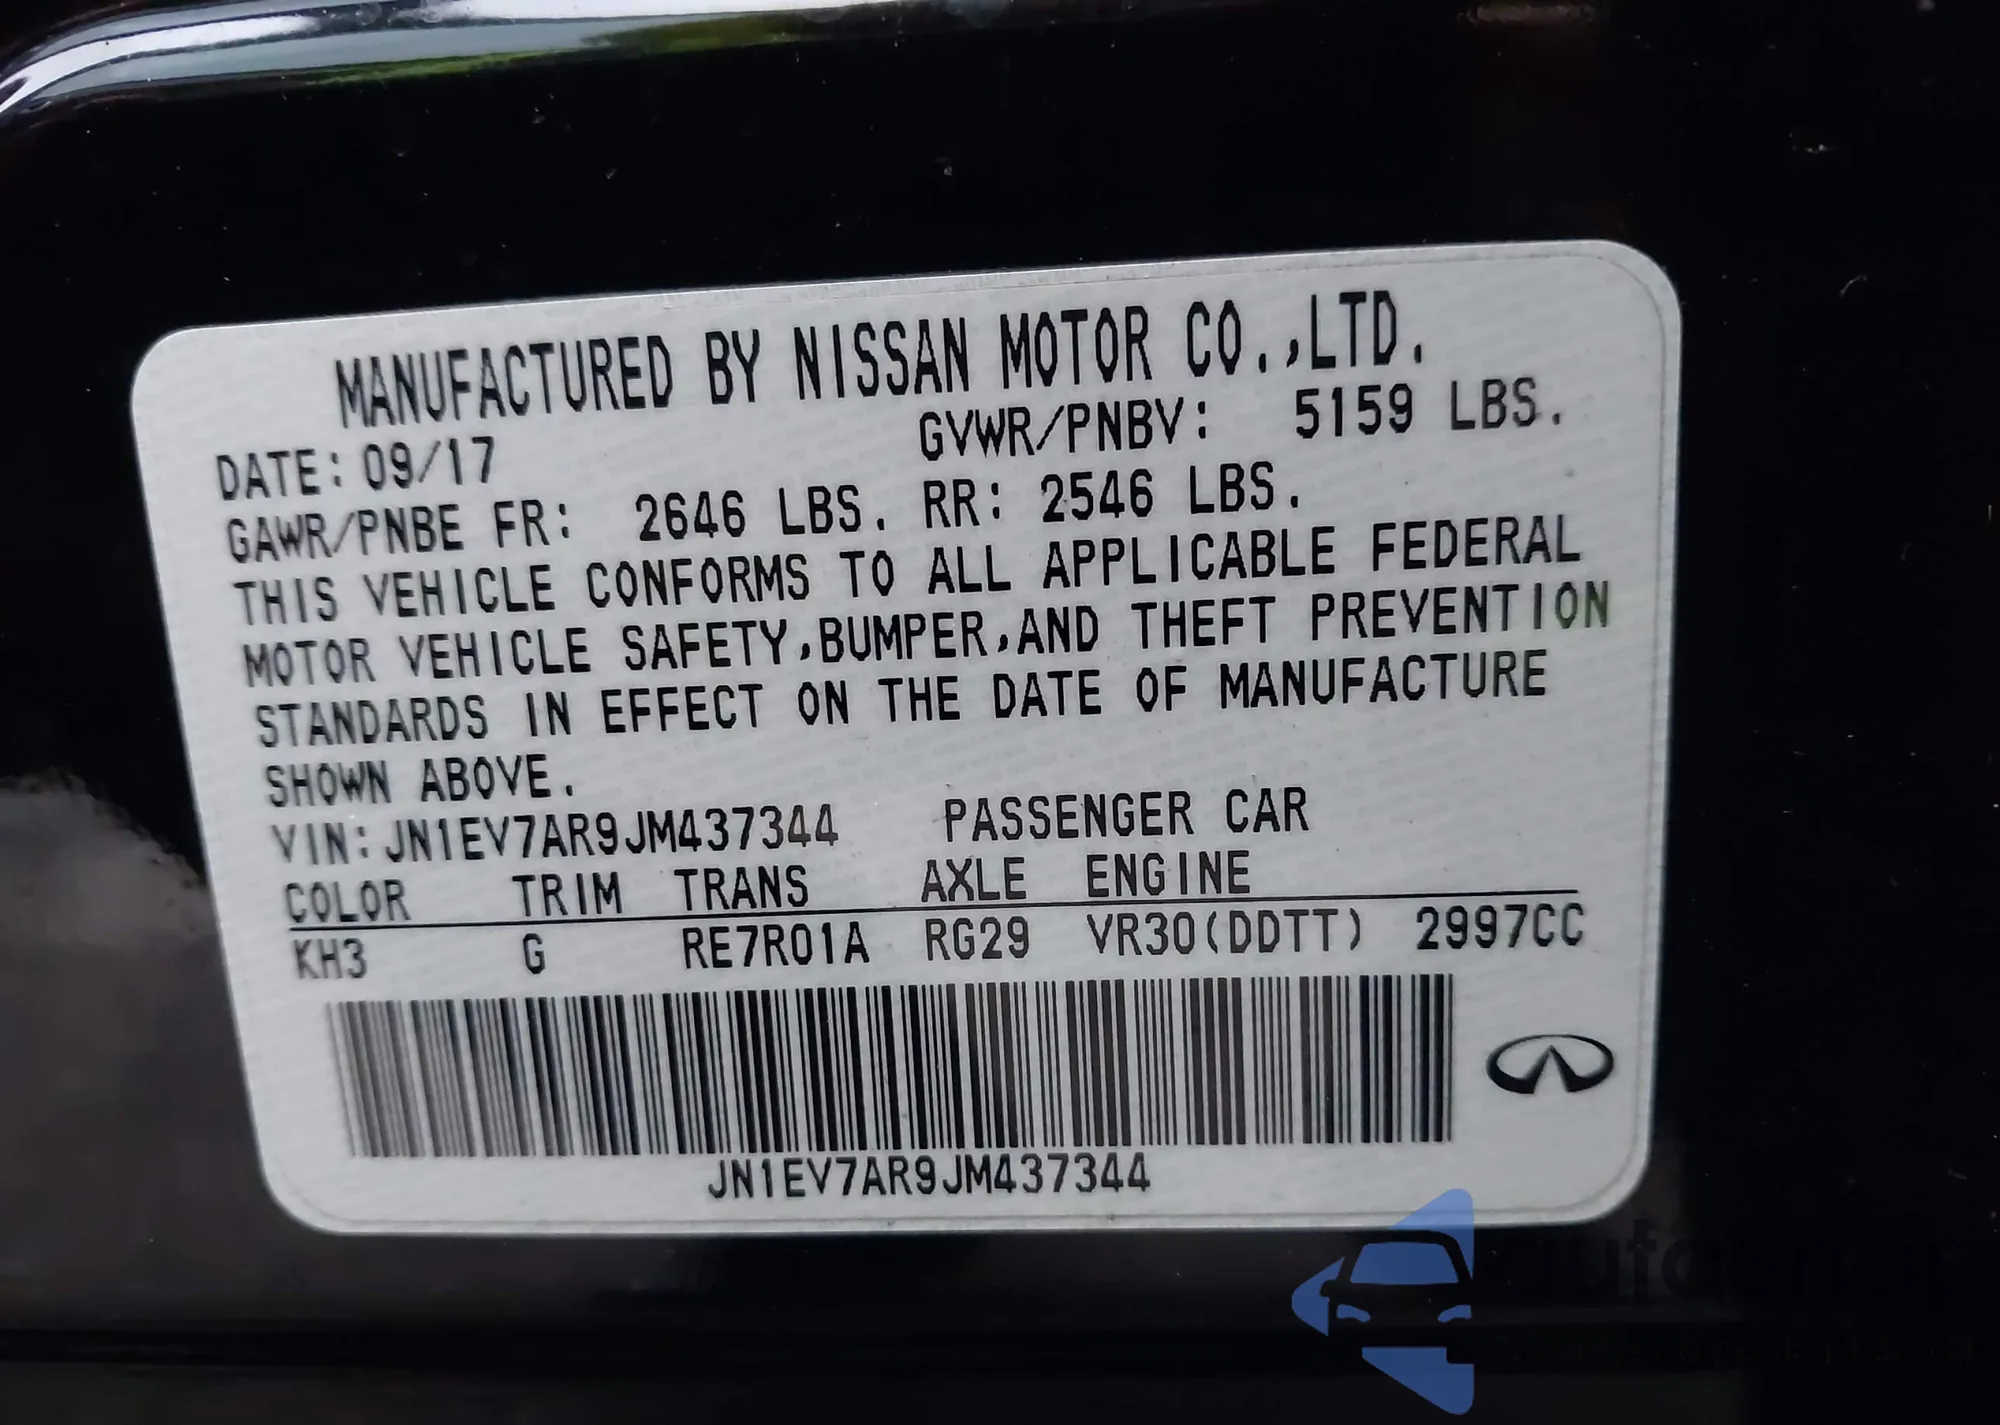 MANUFACTURED BY NISSAN MOTOR CO.,LTD.
DATE: 09/17 GVWR/PNBV: 5159 LBS.
GAWR/PNBE FR: 2646 LBS. RR: 2546 LBS.
THIS VEHICLE CONFORMS TO ALL APPLICABLE FEDERAL
MOTOR VEHICLE SAFETY,BUMPER,AND THEFT PREVENTION
STANDARDS IN EFFECT ON THE DATE OF MANUFACTURE
SHOWN ABOVE.
VIN:JN1EV7AR9JM437344 PASSENGER CAR
COLOR TRIM TRANS AXLE ENGINE
KH3 G RE7R01A RG29 VR30(DDTT) 2997CC
JN1EV7AR9JM437344